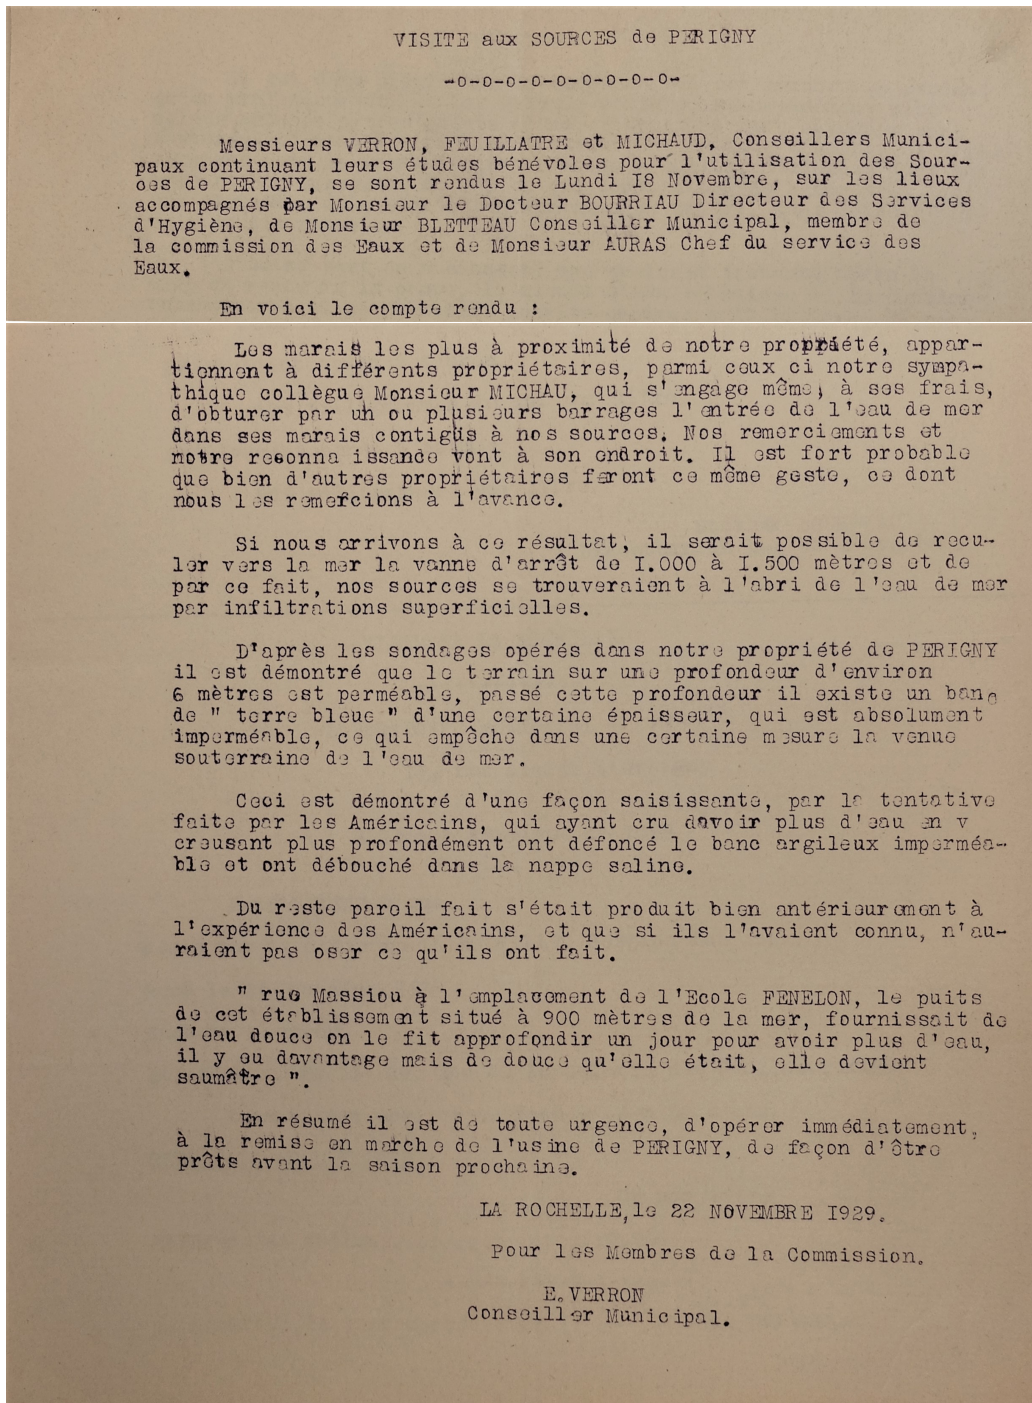 VISITE aux SOURCES de PERIGNY
-o-o-o-o-o-o-o-o-o-
Messieurs VERRON, FEUILLATRE et MICHAUD, Conseillers Munici-
paux continuant leurs études bénévoles pour l'utilisation des Sour-
ces de PERIGNY, se sont rendus le Lundi I8 Novembre, sur les lieux
accompagnés par Monsieur le Docteur BOURRIAU Directeur des Services
d'Hygiène, de Monsieur BLETTEAU Conseiller Municipal, membre de
la commission des Eaux et de Monsieur AURAS Chef du service des
Eaux.
En voici le compte rendu :
Les marais les plus à proximité de notre propriété, appar-
tiennent à différents propriétaires, parmi ceux ci notre sympa-
thique collègue Monsieur MICHAU, qui s'engage même, à ses frais,
d'obturer par un ou plusieurs barrages l'entrée de l'eau de mer
dans ses marais contigus à nos sources. Nos remerciements et
notre reconna issance vont à son endroit. Il est fort probable
que bien d'autres propriétaires feront ce même geste, ce dont
nous les remercions à l'avance.
Si nous arrivons à ce résultat, il serait possible de recu-
ler vers la mer la vanne d'arrêt de I.000 à I.500 mètres et de
par ce fait, nos sources se trouveraient à l'abri de l'eau de mer
par infiltrations superficielles.
D'après les sondages opérés dans notre propriété de PERIGNY
il est démontré que le terrain sur une profondeur d'environ
6 mètres est perméable, passé cette profondeur il existe un banc
de " terre bleue " d'une certaine épaisseur, qui est absolument
imperméable, ce qui empêche dans une certaine mesure la venue
souterraine de l'eau de mer.
Ceci est démontré d'une façon saisissante, par la tentative
faite par les Américains, qui ayant cru davoir plus d'eau en v
creusant plus profondément ont défoncé le banc argileux imperméa-
ble et ont débouché dans la nappe saline.
Du reste pareil fait s'était produit bien antérieurement à
l'expérience des Américains, et que si ils l'avaient connu, n'au-
raient pas oser ce qu'ils ont fait.
" rue Massiou à l'emplacement de l'Ecole FENELON, le puits
de cet établissement situé à 900 mètres de la mer, fournissait de
l'eau douce on le fit approfondir un jour pour avoir plus d'eau,
il y eu davantage mais de douce qu'elle était, elle devient
saumâtre ".
En résumé il est de toute urgence, d'opérer immédiatement,
à la remise en marche de l'usine de PERIGNY, de façon d'être
prêts avant la saison prochaine.
LA ROCHELLE, le 22 NOVEMBRE I929.
Pour les Membres de la Commission.
E. VERRON
Conseiller Municipal.